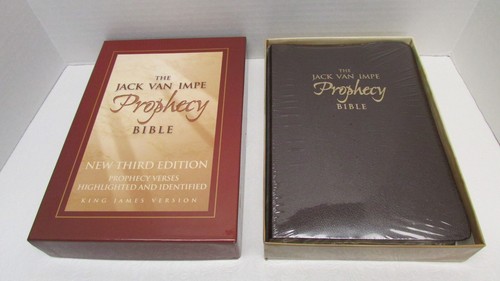 THE
JACK VAN IMPE
Prophecy
BIBLE
NEW THIRD EDITION
PROPHECY VERSES
HIGHLIGHTED AND IDENTIFIED
KING JAMES VERSION
THE
JACK VAN IMPE
Prophecy
BIBLE